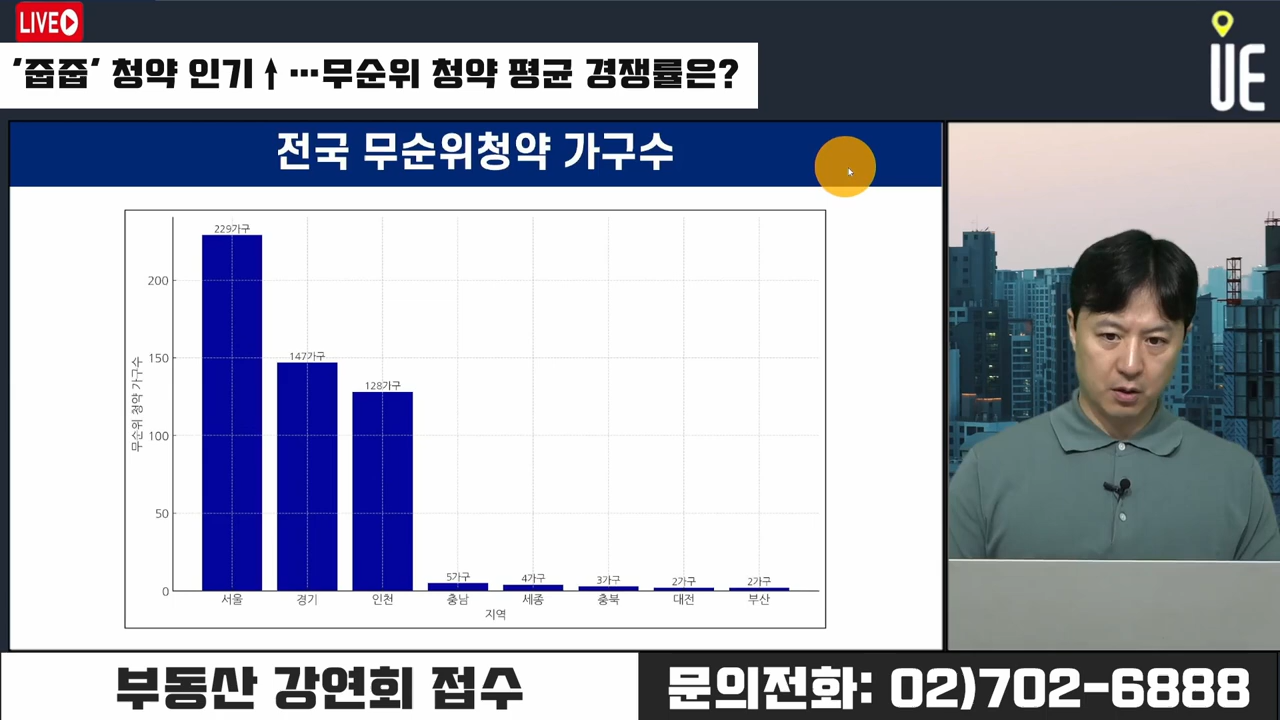 LIVE
UE
'줍줍' 청약 인기↑…무순위 청약 평균 경쟁률은?
전국 무순위청약 가구수
229가구
200
147가구
150
128가구
무순위 청약 가구수
100
50
5가구
4가구
3가구
2가구
2가구
0
서울
경기
인천
충남
세종
충북
대전
부산
지역
부동산 강연회 접수
문의전화: 02)702-6888